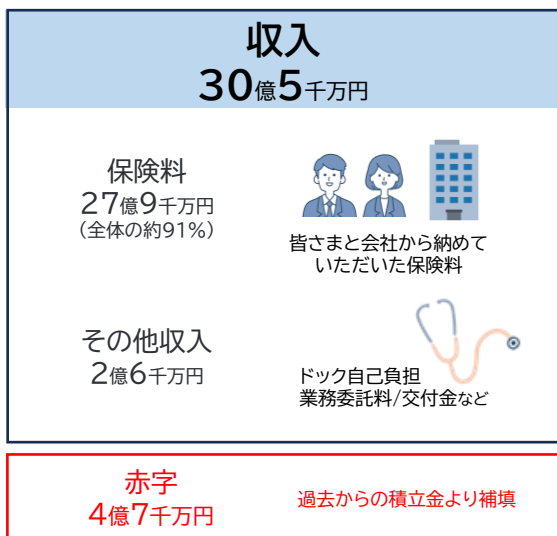 収入
30億5千万円
保険料
27億9千万円
(全体の約91%)
皆さまと会社から納めて
いただいた保険料
その他収入
2億6千万円
ドック自己負担
業務委託料/交付金など
赤字
4億7千万円
過去からの積立金より補填